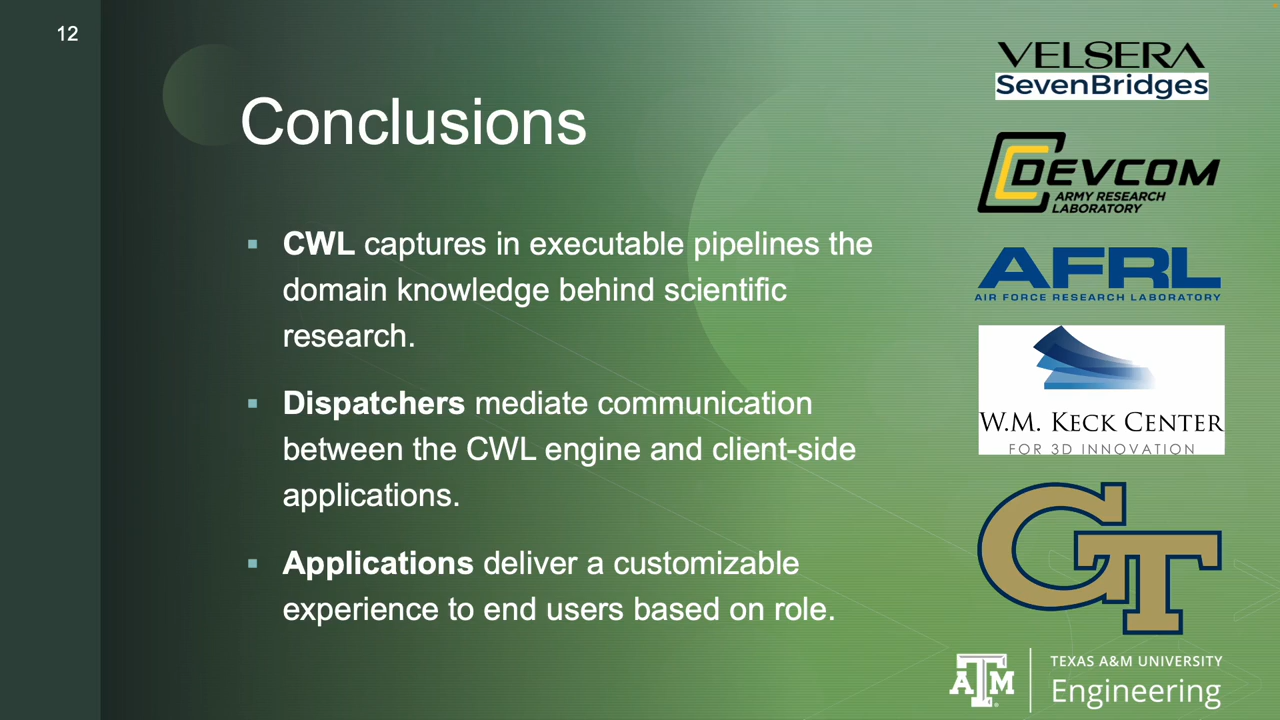 12
Conclusions
CWL captures in executable pipelines the
domain knowledge behind scientific
research.
Dispatchers mediate communication
between the CWL engine and client-side
applications.
Applications deliver a customizable
experience to end users based on role.
VELSERA
SevenBridges
DEVCOM
ARMY RESEARCH
LABORATORY
AFRL
AIR FORCE RESEARCH LABORATORY
W.M. KECK CENTER
FOR 3D INNOVATION
GT
ATM
TEXAS A&M UNIVERSITY
Engineering